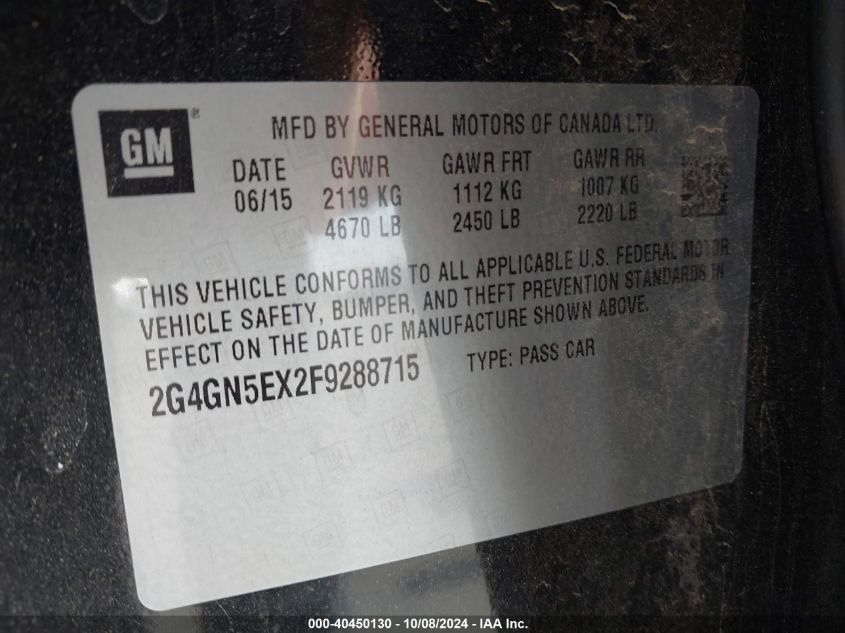 GM®
MFD BY GENERAL MOTORS OF CANADA LTD.
DATE GVWR GAWR FRT GAWR RR
06/15 2119 KG 1112 KG 1007 KG
4670 LB 2450 LB 2220 LB
THIS VEHICLE CONFORMS TO ALL APPLICABLE U.S. FEDERAL MOTOR
VEHICLE SAFETY, BUMPER, AND THEFT PREVENTION STANDARDS IN
EFFECT ON THE DATE OF MANUFACTURE SHOWN ABOVE.
2G4GN5EX2F9288715 TYPE: PASS CAR
000-40450130 - 10/08/2024 - IAA Inc.